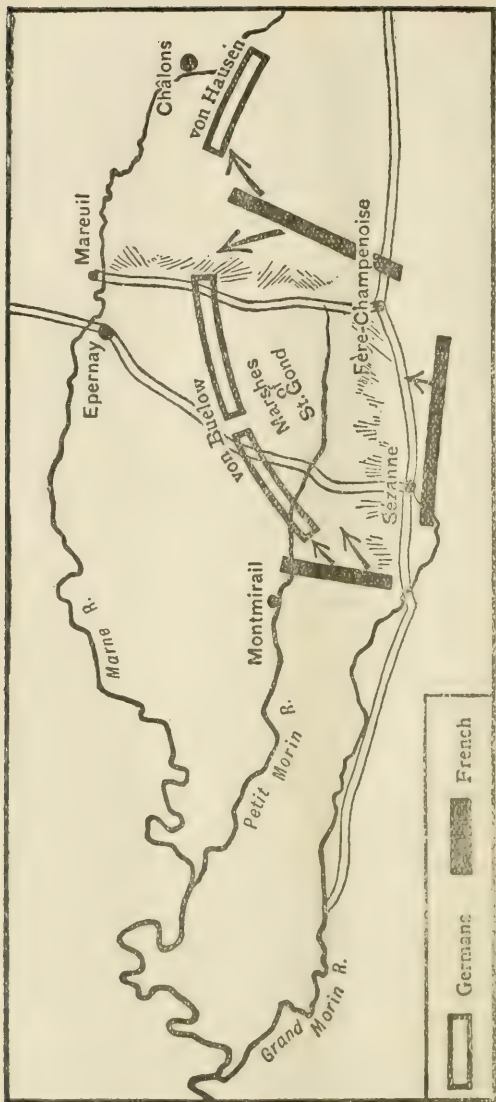 Châlons
Mareuil
Epernay
von Hausen
Marne R.
von Buelow
Marshes
of
St. Gond
Montmirail
Fère-Champenoise
Sézanne
Petit Morin R.
Grand
Morin R.
Germans
French